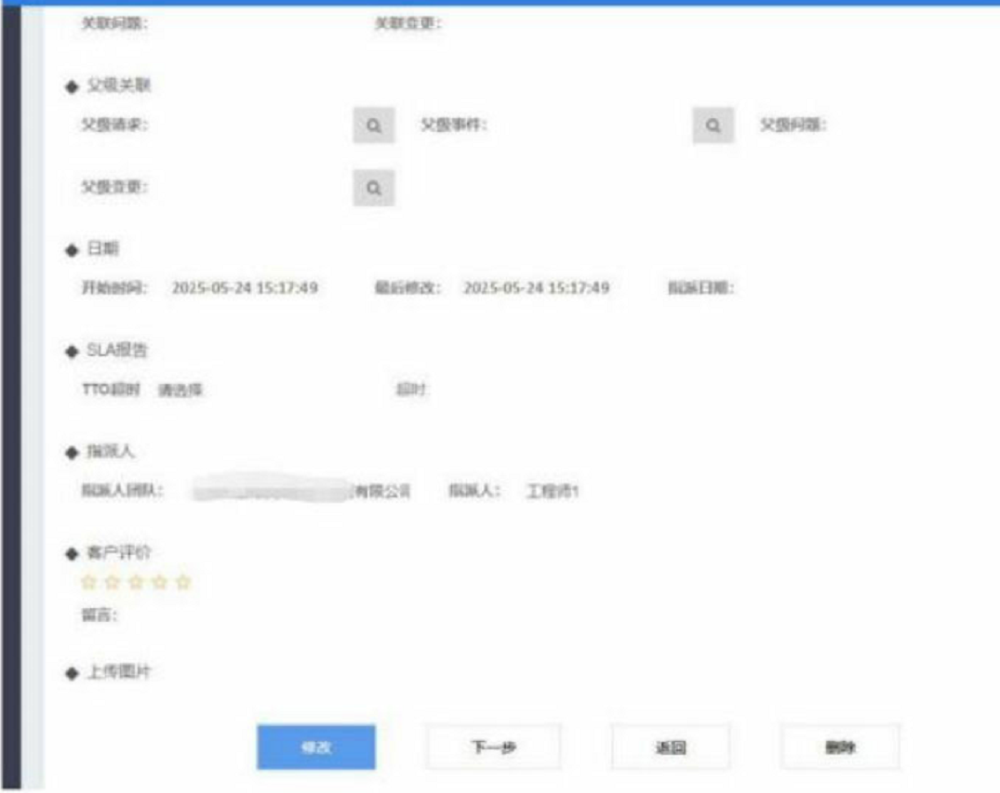 关联问题: 关联变更:
父级关联
父级请求: 父级事件: 父级问题:
父级变更:
日期
开始时间: 2025-05-24 15:17:49 最后修改: 2025-05-24 15:17:49 指派日期:
SLA报告
TTO超时 请选择 超时
指派人
指派人团队: 有限公司 指派人: 工程师1
客户评价
留言:
上传图片
修改 下一步 返回 删除